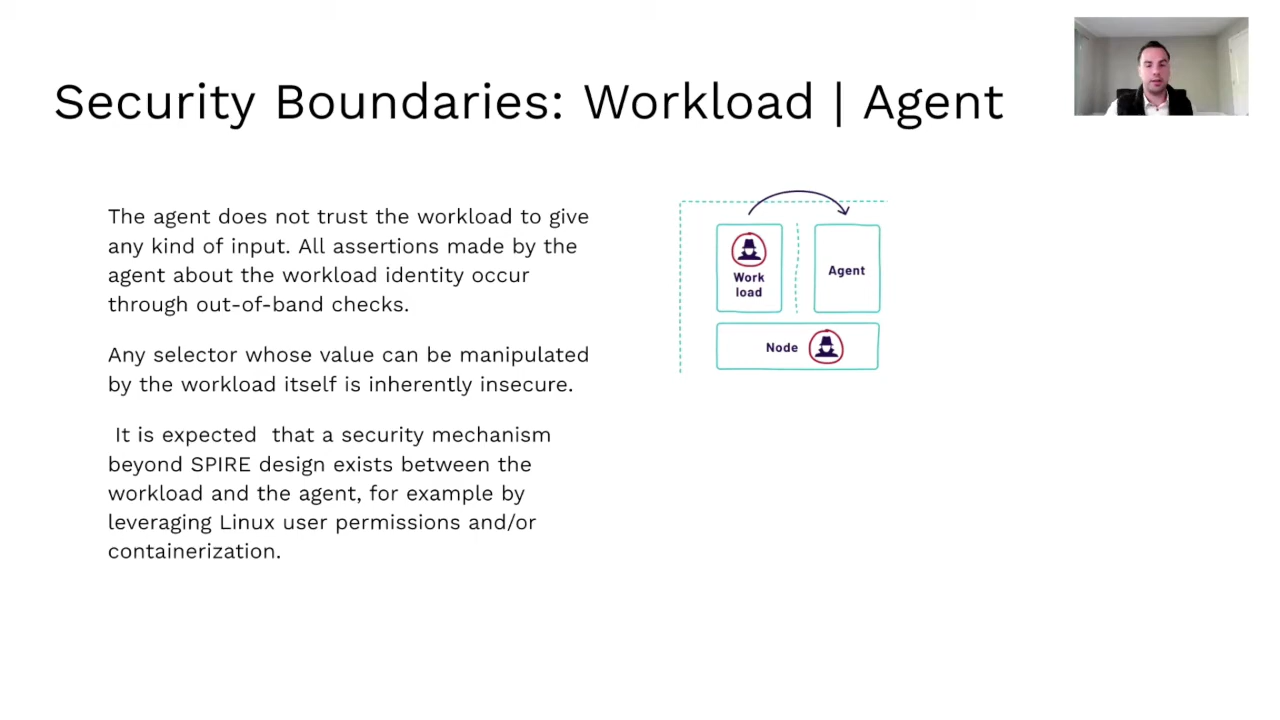 Security Boundaries: Workload | Agent
The agent does not trust the workload to give
any kind of input. All assertions made by the
agent about the workload identity occur
through out-of-band checks.
Any selector whose value can be manipulated
by the workload itself is inherently insecure.
It is expected  that a security mechanism
beyond SPIRE design exists between the
workload and the agent, for example by
leveraging Linux user permissions and/or
containerization.
Work
load
Agent
Node